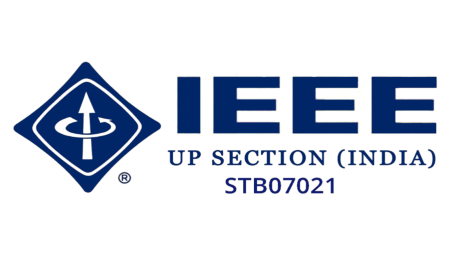 IEEE
UP SECTION (INDIA)
STB07021
®